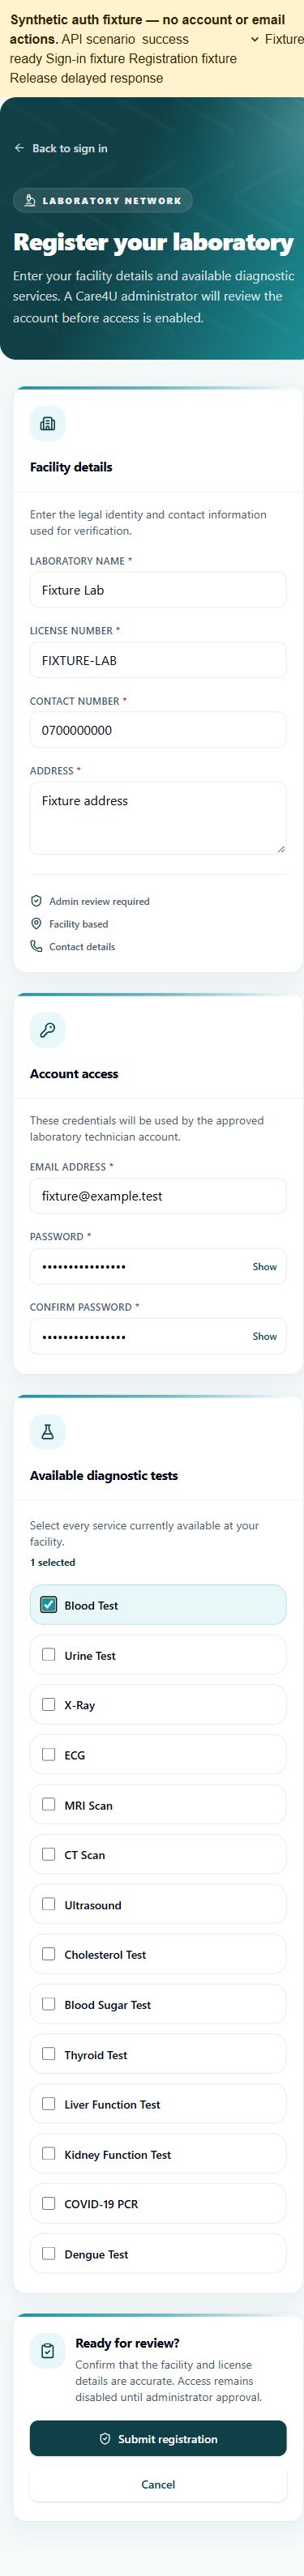 Synthetic auth fixture — no account or email
actions. API scenario success Fixture
ready Sign-in fixture Registration fixture
Release delayed response
Back to sign in
LABORATORY NETWORK
Register your laboratory
Enter your facility details and available diagnostic
services. A Care4U administrator will review the
account before access is enabled.
Facility details
Enter the legal identity and contact information
used for verification.
LABORATORY NAME *
Fixture Lab
LICENSE NUMBER *
FIXTURE-LAB
CONTACT NUMBER *
0700000000
ADDRESS *
Fixture address
Admin review required
Facility based
Contact details
Account access
These credentials will be used by the approved
laboratory technician account.
EMAIL ADDRESS *
fixture@example.test
PASSWORD *
•••••••••••••••• Show
CONFIRM PASSWORD *
•••••••••••••••• Show
Available diagnostic tests
Select every service currently available at your
facility.
1 selected
Blood Test
Urine Test
X-Ray
ECG
MRI Scan
CT Scan
Ultrasound
Cholesterol Test
Blood Sugar Test
Thyroid Test
Liver Function Test
Kidney Function Test
COVID-19 PCR
Dengue Test
Ready for review?
Confirm that the facility and license
details are accurate. Access remains
disabled until administrator approval.
Submit registration
Cancel